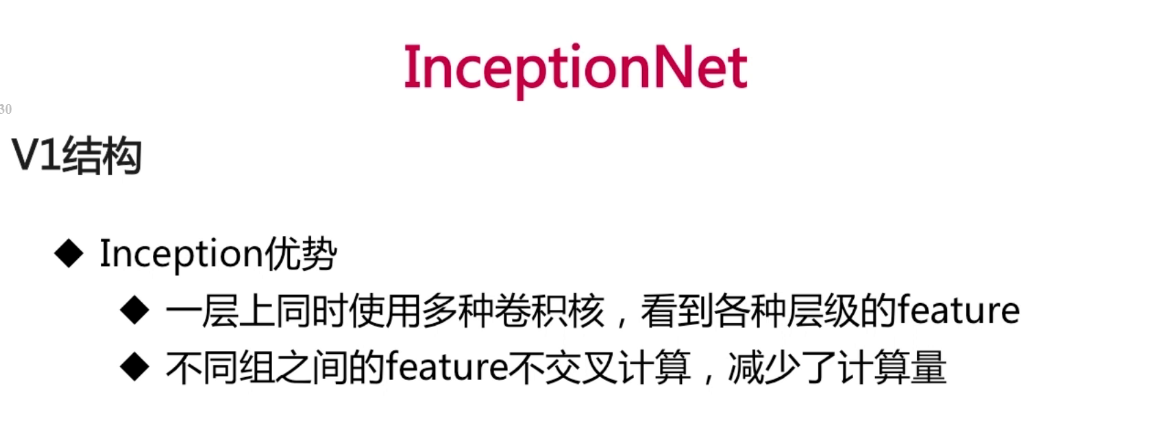 InceptionNet
30
V1结构
◆ Inception优势
◆ 一层上同时使用多种卷积核，看到各种层级的feature
◆ 不同组之间的feature不交叉计算，减少了计算量